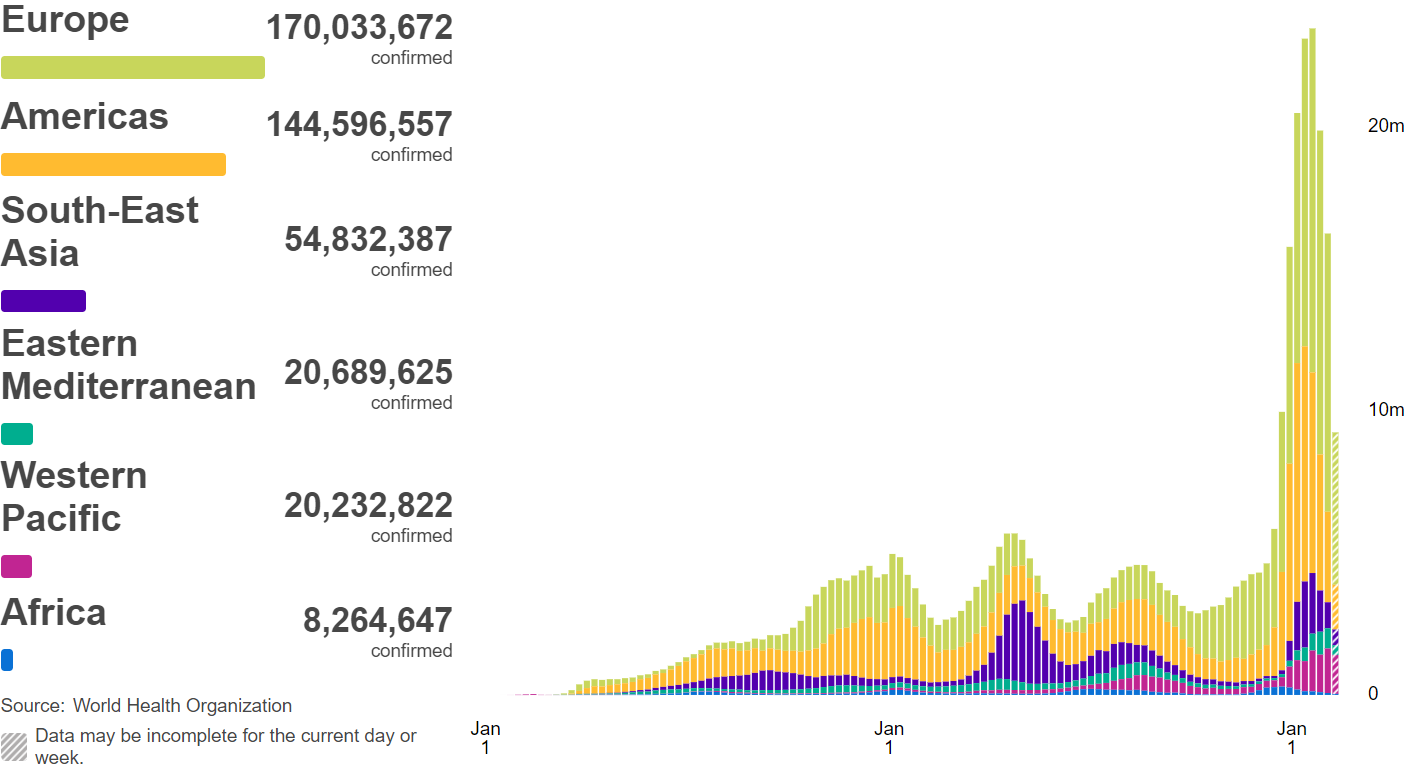 Europe
170,033,672
confirmed
Americas
144,596,557
confirmed
South-East
Asia
54,832,387
confirmed
Eastern
Mediterranean
20,689,625
confirmed
Western
Pacific
20,232,822
confirmed
Africa
8,264,647
confirmed
Source: World Health Organization
Data may be incomplete for the current day or
week.
20m
10m
0
Jan
1
Jan
1
Jan
1